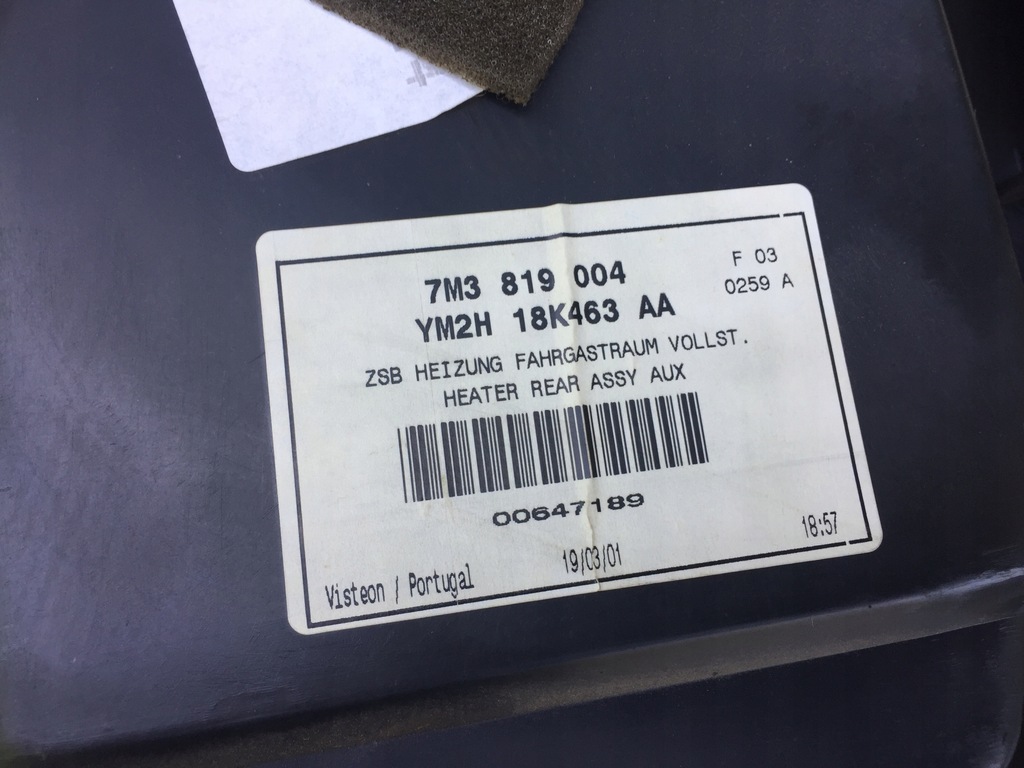 7M3 819 004
F 03
YM2H 18K463 AA
0259 A
ZSB HEIZUNG FAHRGASTRAUM VOLLST.
HEATER REAR ASSY AUX
00647189
Visteon / Portugal
19/03/01
18:57